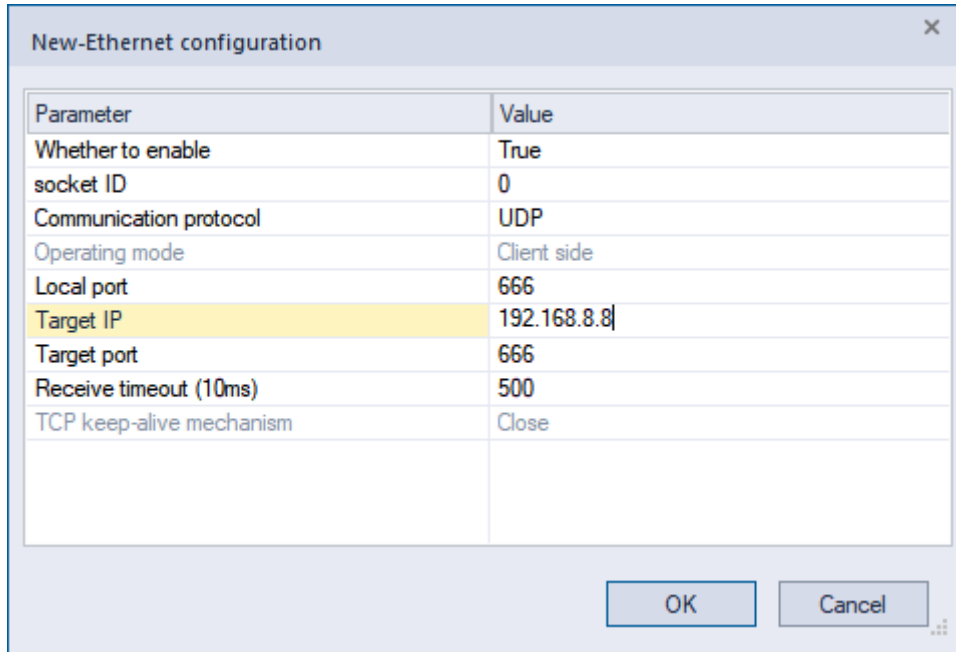 New-Ethernet configuration
Parameter Value
Whether to enable True
socket ID 0
Communication protocol UDP
Operating mode Client side
Local port 666
Target IP 192.168.8.8
Target port 666
Receive timeout (10ms) 500
TCP keep-alive mechanism Close
OK Cancel